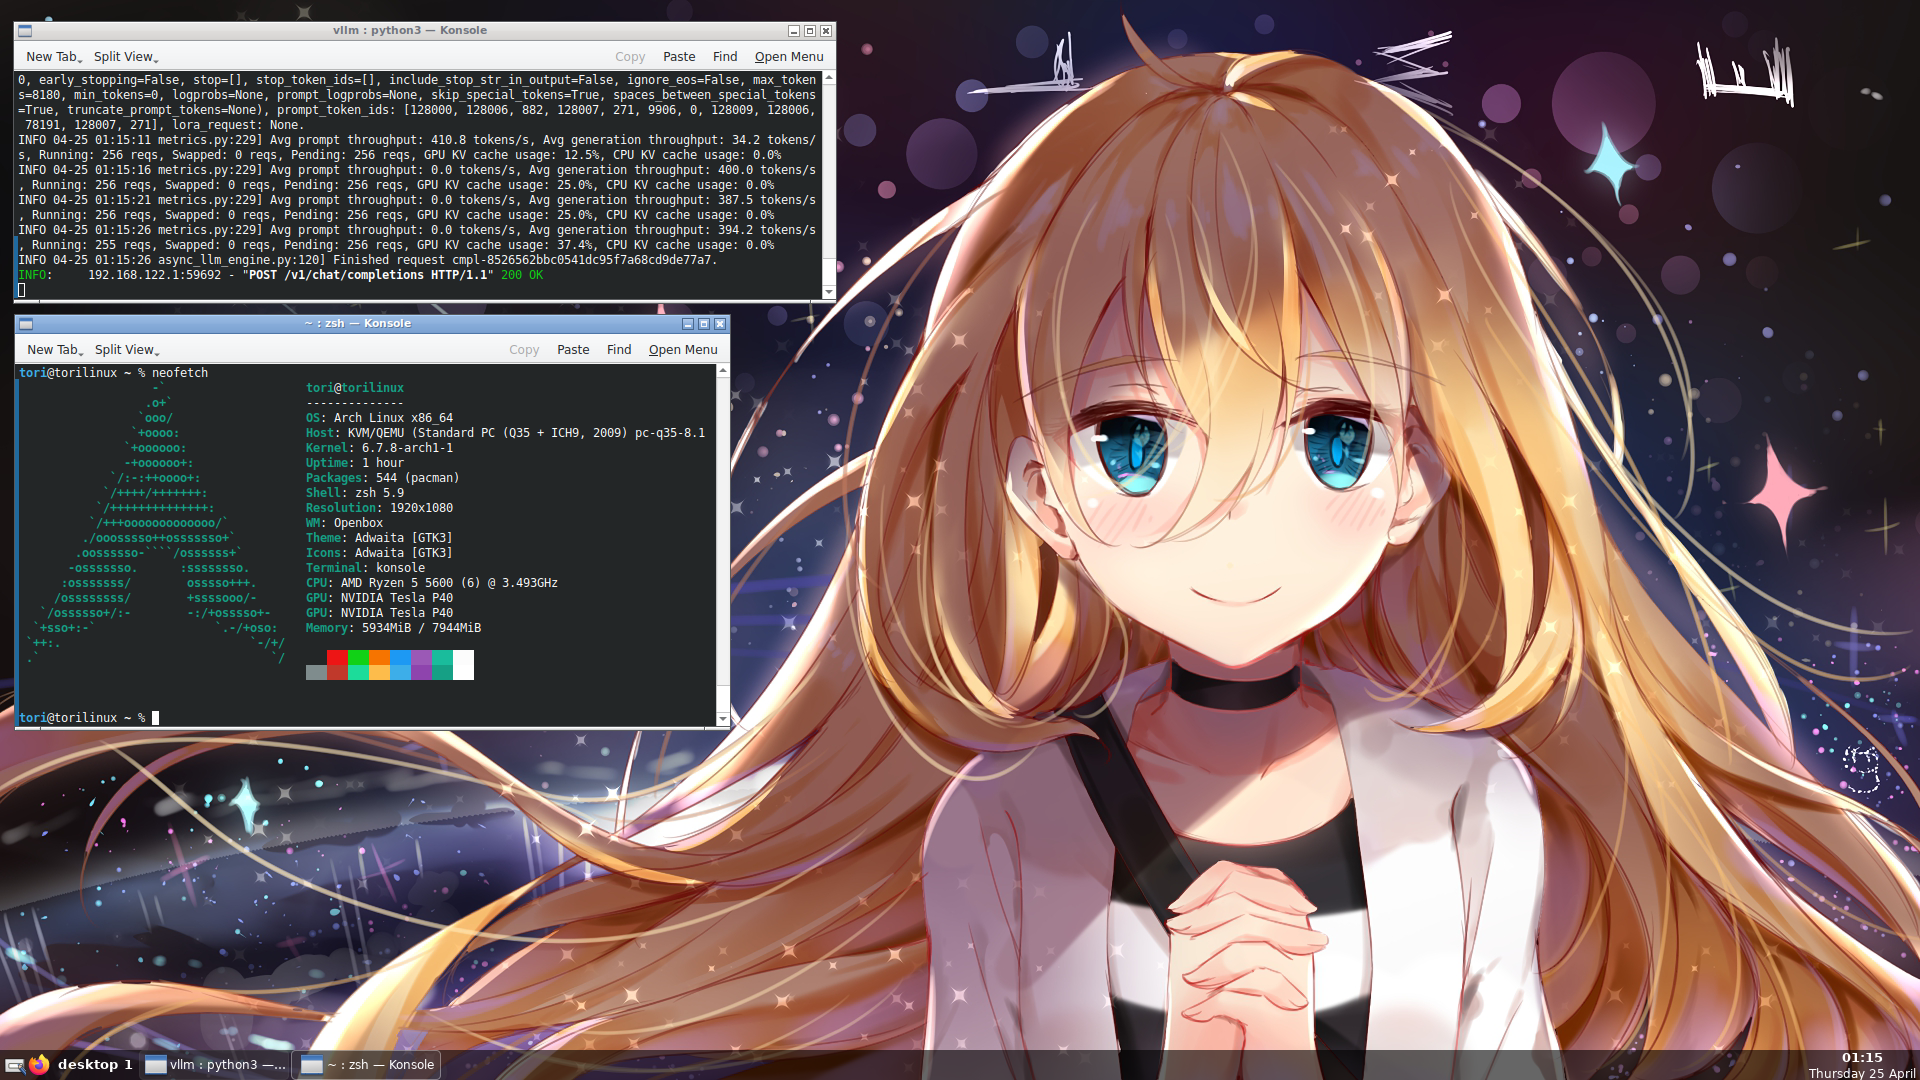 vllm : python3 — Konsole
New Tab Split View Copy Paste Find Open Menu
0, early_stopping=False, stop=[], stop_token_ids=[], include_stop_str_in_output=False, ignore_eos=False, max_token
s=8180, min_tokens=0, logprobs=None, prompt_logprobs=None, skip_special_tokens=True, spaces_between_special_tokens
=True, truncate_prompt_tokens=None), prompt_token_ids: [128000, 128006, 882, 128007, 271, 9906, 0, 128009, 128006,
78191, 128007, 271], lora_request: None.
INFO 04-25 01:15:11 metrics.py:229] Avg prompt throughput: 410.8 tokens/s, Avg generation throughput: 34.2 tokens/
s, Running: 256 reqs, Swapped: 0 reqs, Pending: 256 reqs, GPU KV cache usage: 12.5%, CPU KV cache usage: 0.0%
INFO 04-25 01:15:16 metrics.py:229] Avg prompt throughput: 0.0 tokens/s, Avg generation throughput: 400.0 tokens/s
, Running: 256 reqs, Swapped: 0 reqs, Pending: 256 reqs, GPU KV cache usage: 25.0%, CPU KV cache usage: 0.0%
INFO 04-25 01:15:21 metrics.py:229] Avg prompt throughput: 0.0 tokens/s, Avg generation throughput: 387.5 tokens/s
, Running: 256 reqs, Swapped: 0 reqs, Pending: 256 reqs, GPU KV cache usage: 25.0%, CPU KV cache usage: 0.0%
INFO 04-25 01:15:26 metrics.py:229] Avg prompt throughput: 0.0 tokens/s, Avg generation throughput: 394.2 tokens/s
, Running: 255 reqs, Swapped: 0 reqs, Pending: 256 reqs, GPU KV cache usage: 37.4%, CPU KV cache usage: 0.0%
INFO 04-25 01:15:26 async_llm_engine.py:120] Finished request cmpl-8526562bbc0541dc95f7a68cd9de77a7.
INFO:     192.168.122.1:59692 - "POST /v1/chat/completions HTTP/1.1" 200 OK
~ : zsh — Konsole
New Tab Split View Copy Paste Find Open Menu
tori@torilinux ~ % neofetch
tori@torilinux
--------------
OS: Arch Linux x86_64
Host: KVM/QEMU (Standard PC (Q35 + ICH9, 2009) pc-q35-8.1
Kernel: 6.7.8-arch1-1
Uptime: 1 hour
Packages: 544 (pacman)
Shell: zsh 5.9
Resolution: 1920x1080
WM: Openbox
Theme: Adwaita [GTK3]
Icons: Adwaita [GTK3]
Terminal: konsole
CPU: AMD Ryzen 5 5600 (6) @ 3.493GHz
GPU: NVIDIA Tesla P40
GPU: NVIDIA Tesla P40
Memory: 5934MiB / 7944MiB
tori@torilinux ~ %
desktop 1 vllm : python3 —... ~ : zsh — Konsole
01:15
Thursday 25 April